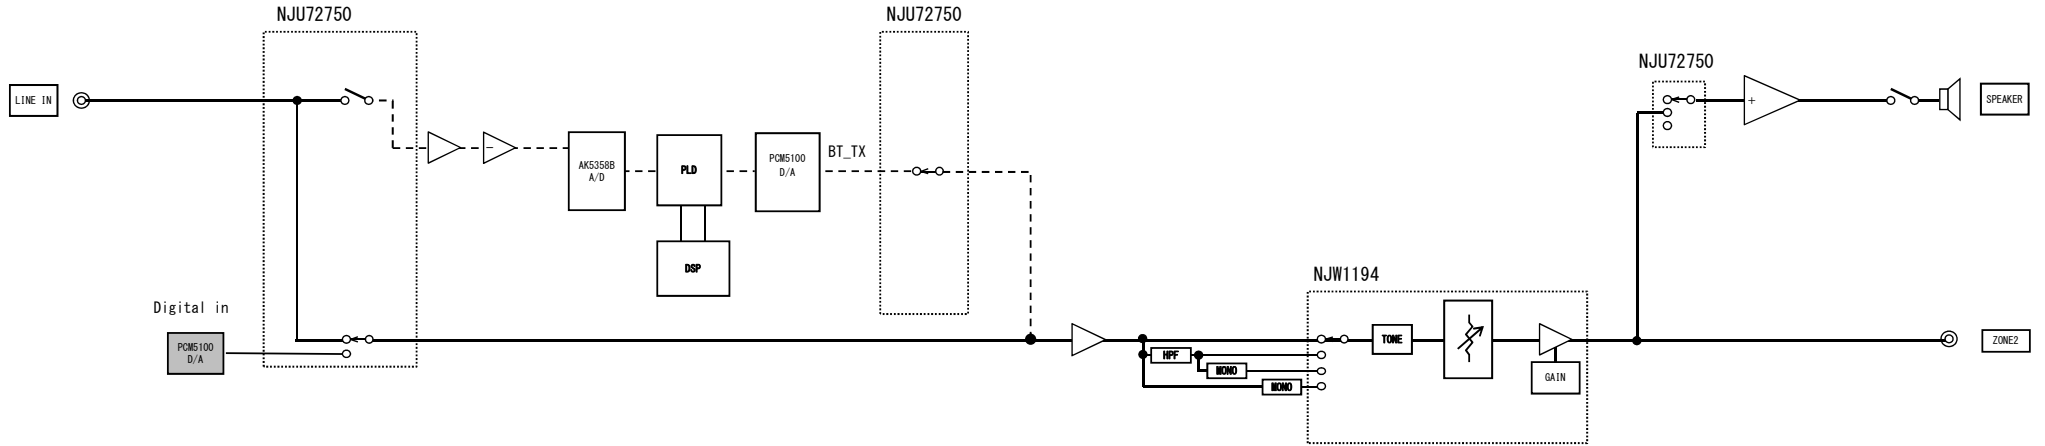 NJU72750
NJU72750
NJU72750
LINE IN
SPEAKER
AK5358B
A/D
PLD
PCM5100
D/A
BT_TX
DSP
NJW1194
Digital in
PCM5100
D/A
HPF
MONO
MONO
TONE
GAIN
ZONE2
+
−